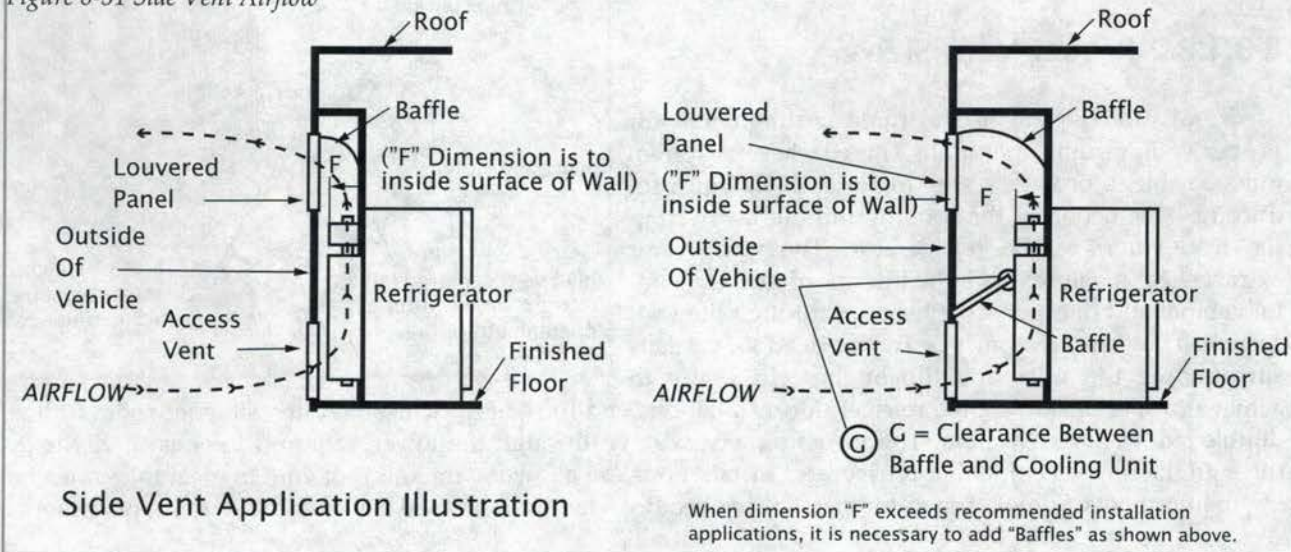 Figure 8-31 Side Vent Airflow
Roof
Baffle
F
("F" Dimension is to
inside surface of Wall)
Louvered
Panel
Outside
Of
Vehicle
Refrigerator
Access
Vent
Finished
Floor
AIRFLOW
Side Vent Application Illustration
Roof
Baffle
Louvered
Panel
("F" Dimension is to
inside surface of Wall)
F
Outside
Of Vehicle
Refrigerator
Access
Vent
Baffle
Finished
Floor
AIRFLOW
G G = Clearance Between
Baffle and Cooling Unit
When dimension "F" exceeds recommended installation
applications, it is necessary to add "Baffles" as shown above.